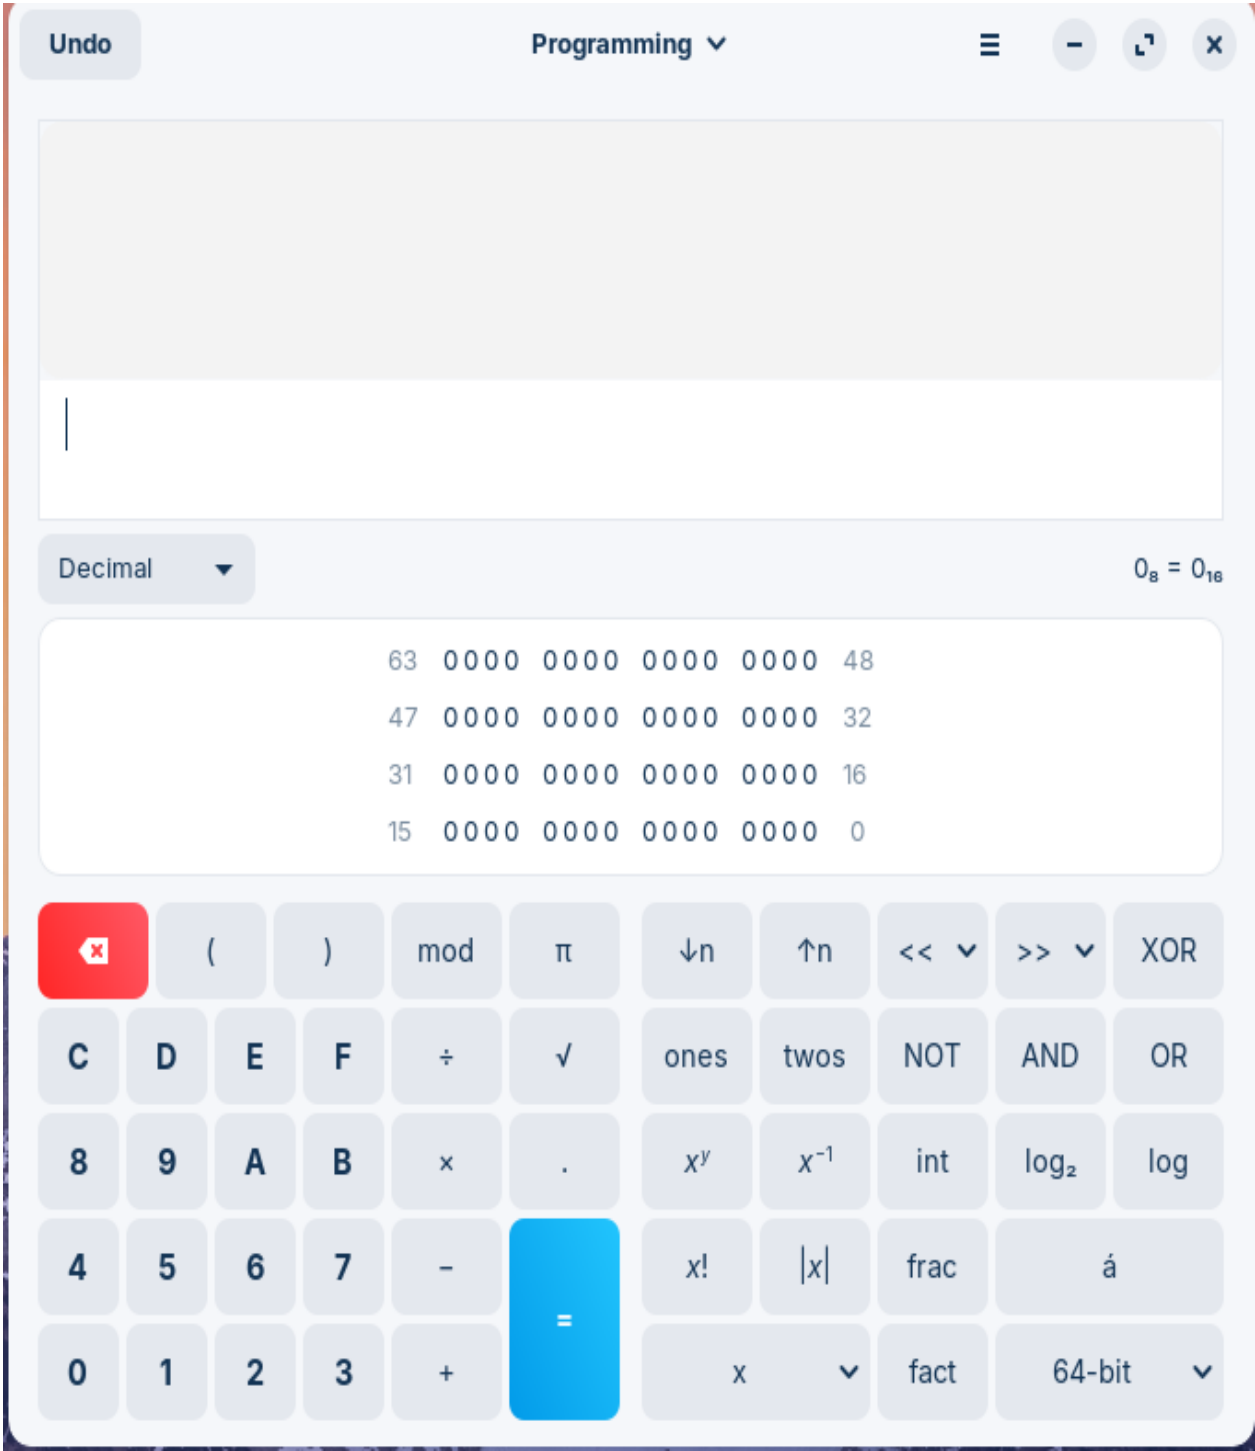 Undo Programming
Decimal 0₈ = 0₁₆
63 0000 0000 0000 0000 48
47 0000 0000 0000 0000 32
31 0000 0000 0000 0000 16
15 0000 0000 0000 0000 0
( ) mod π ↓n ↑n << >> XOR
C D E F ÷ √ ones twos NOT AND OR
8 9 A B × . xʸ x⁻¹ int log₂ log
4 5 6 7 − x! |x| frac á
=
0 1 2 3 + x fact 64-bit